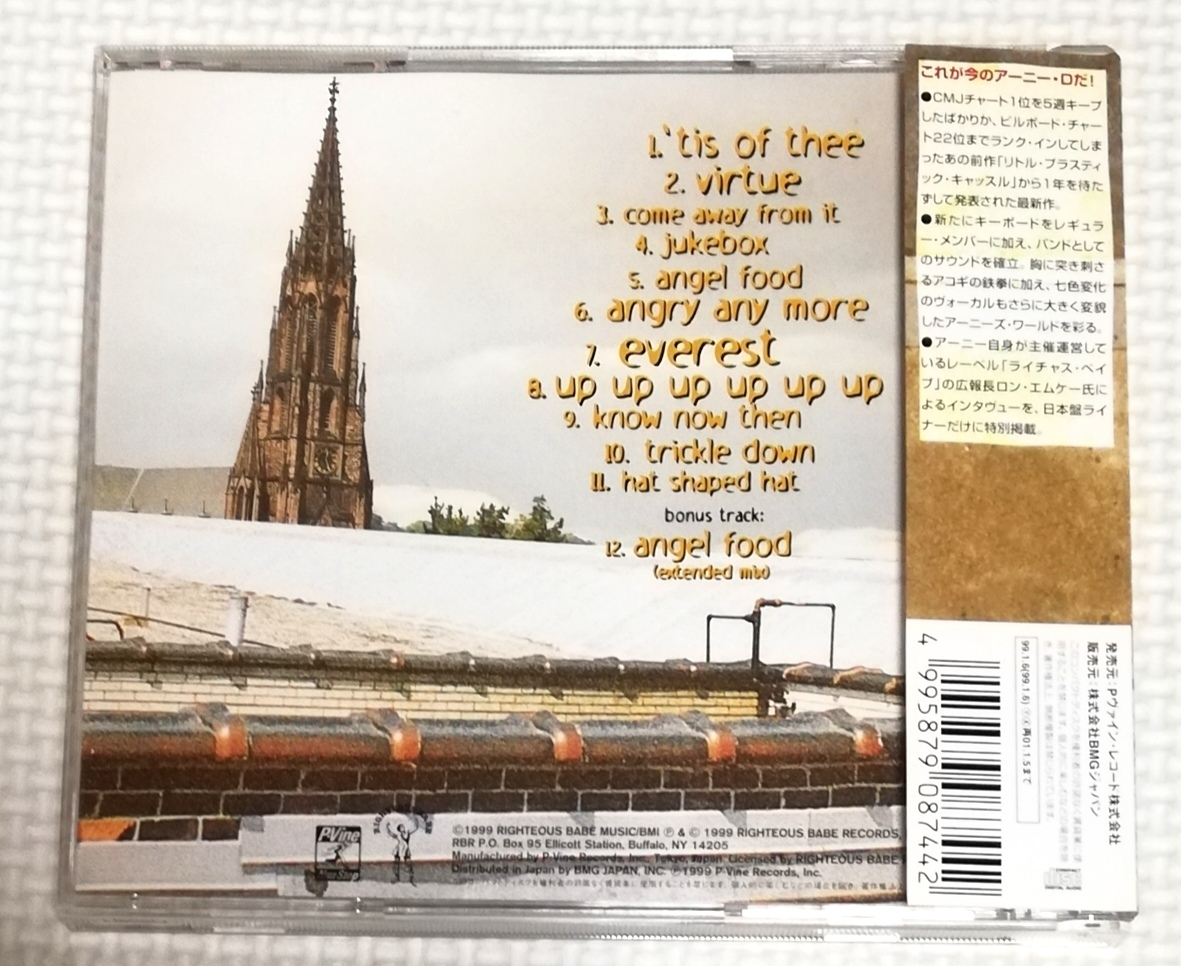 1. 'tis of thee
2. virtue
3. come away from it
4. jukebox
5. angel food
6. angry any more
7. everest
8. up up up up up up
9. know now then
10. trickle down
11. hat shaped hat
bonus track:
12. angel food
(extended mix)
PVine
Non Stop
©1999 RIGHTEOUS BABE MUSIC/BMI ℗ & © 1999 RIGHTEOUS BABE RECORDS,
RBR P.O. Box 95 Ellicott Station, Buffalo, NY 14205
Manufactured by P-Vine Records, Inc., Tokyo, Japan. Licensed by RIGHTEOUS BABE
Distributed in Japan by BMG JAPAN, INC. ℗1999 P-Vine Records, Inc.
これが今のアーニー・Dだ!
●CMJチャート1位を5週キープ
したばかりか、ビルボード・チャー
ト22位までランク・インしてしま
ったあの前作「リトル・プラスティ
ック・キャッスル」から1年を待た
ずして発表された最新作。
●新たにキーボードをレギュラ
ー・メンバーに加え、バンドとして
のサウンドを確立。胸に突き刺さ
るアコギの鉄拳に加え、七色変化
のヴォーカルもさらに大きく変貌
したアーニーズ・ワールドを彩る。
●アーニー自身が主催運営して
いるレーベル「ライチャス・ベイ
ブ」の広報長ロン・エムケー氏に
よるインタヴューを、日本盤ライ
ナーだけに特別掲載。
発売元:Pヴァイン・レコード株式会社
販売元:株式会社BMGジャパン
99.1.6(99.1.6) 再01.1.5まで
4 995879 087442